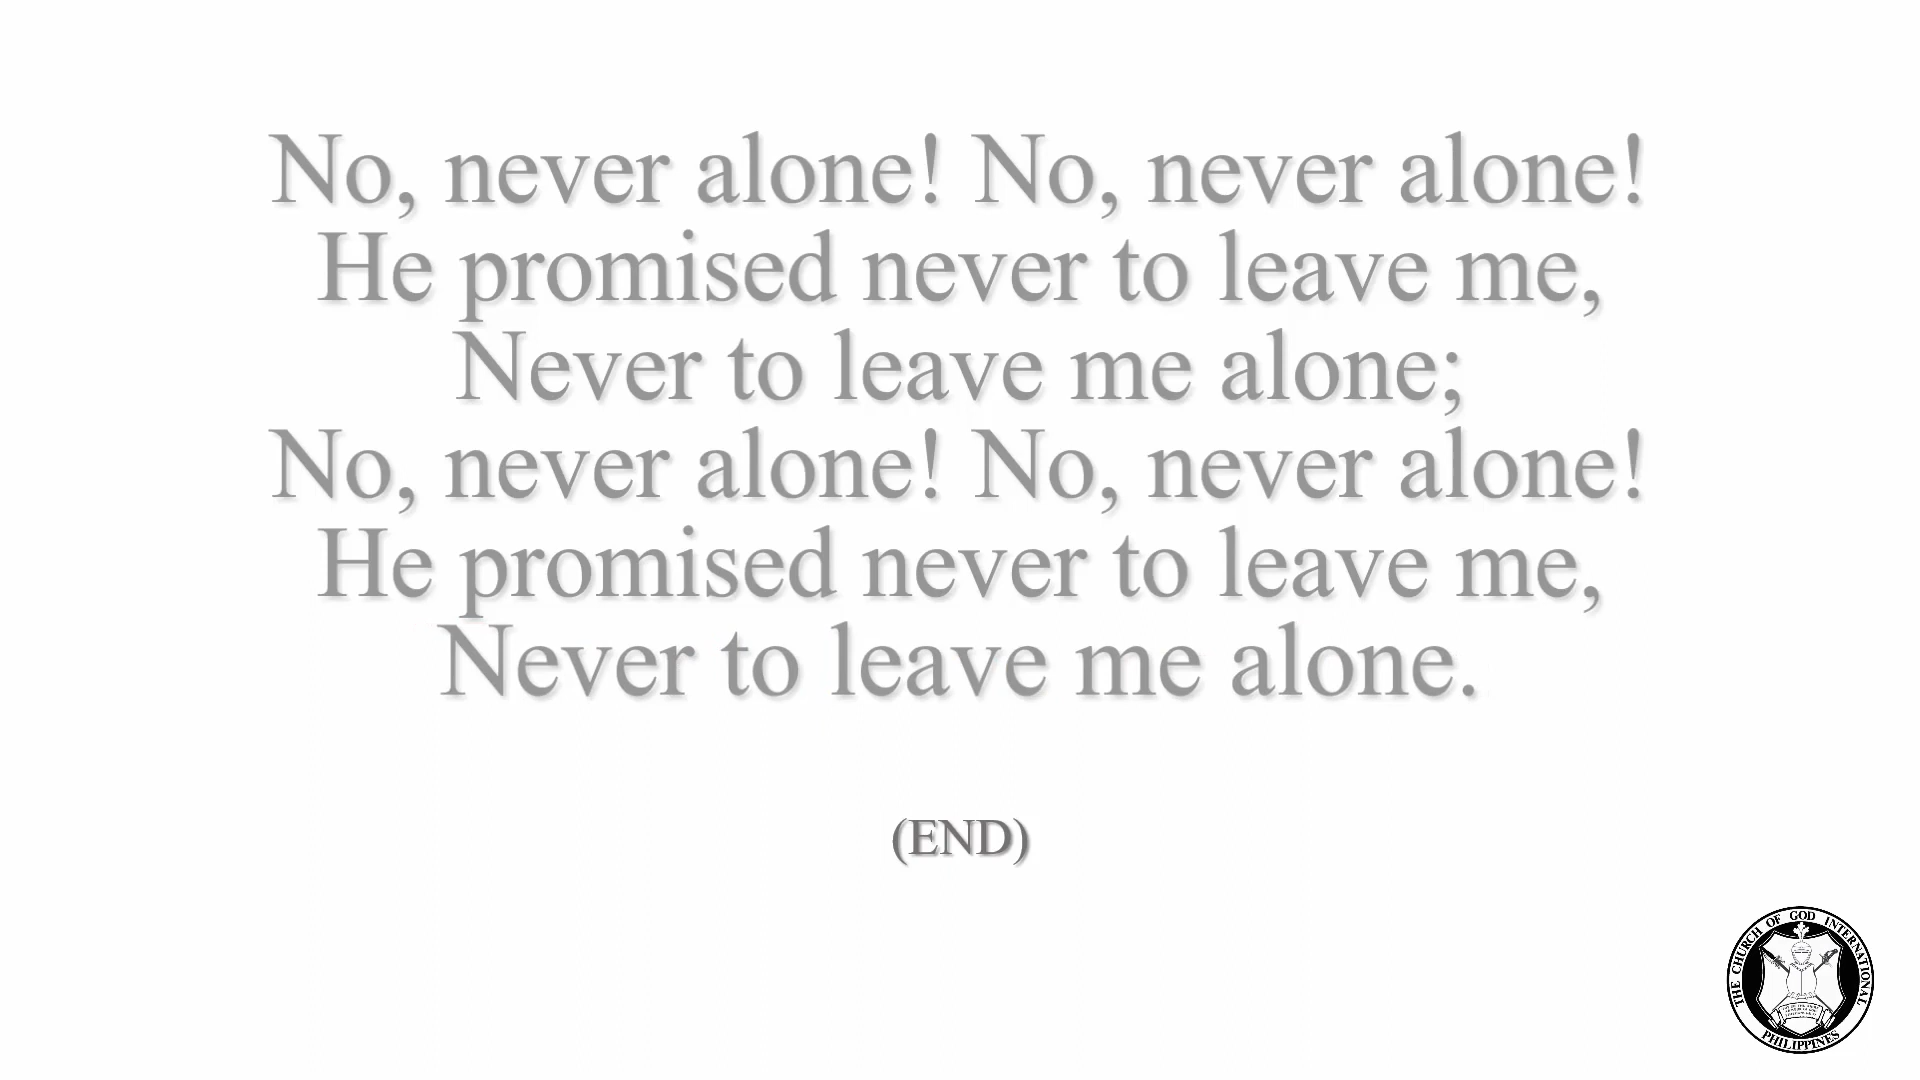 No, never alone! No, never alone!
He promised never to leave me,
Never to leave me alone;
No, never alone! No, never alone!
He promised never to leave me,
Never to leave me alone.
(END)
THE CHURCH OF GOD INTERNATIONAL
PHILIPPINES